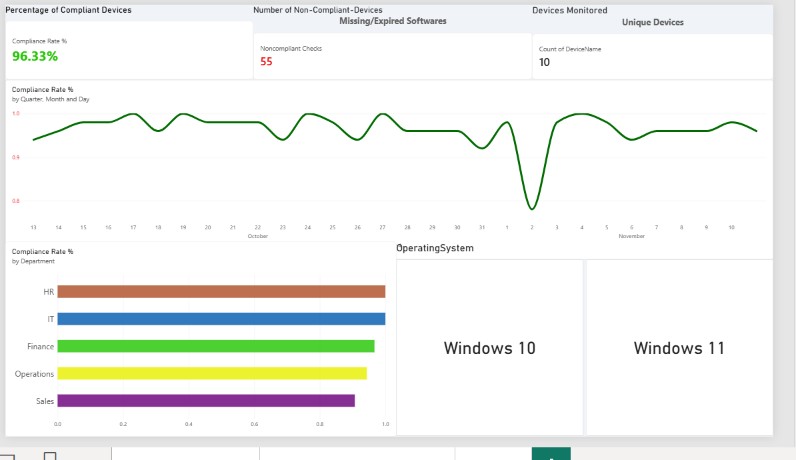 Percentage of Compliant Devices
Number of Non-Compliant-Devices
Devices Monitored
Missing/Expired Softwares
Unique Devices
Compliance Rate %
96.33%
Noncompliant Checks
55
Count of DeviceName
10
Compliance Rate %
by Quarter, Month and Day
1.0
0.9
0.8
13 14 15 16 17 18 19 20 21 22 23 24 25 26 27 28 29 30 31 1 2 3 4 5 6 7 8 9 10
October November
Compliance Rate %
by Department
HR
IT
Finance
Operations
Sales
0.0 0.2 0.4 0.6 0.8 1.0
OperatingSystem
Windows 10
Windows 11